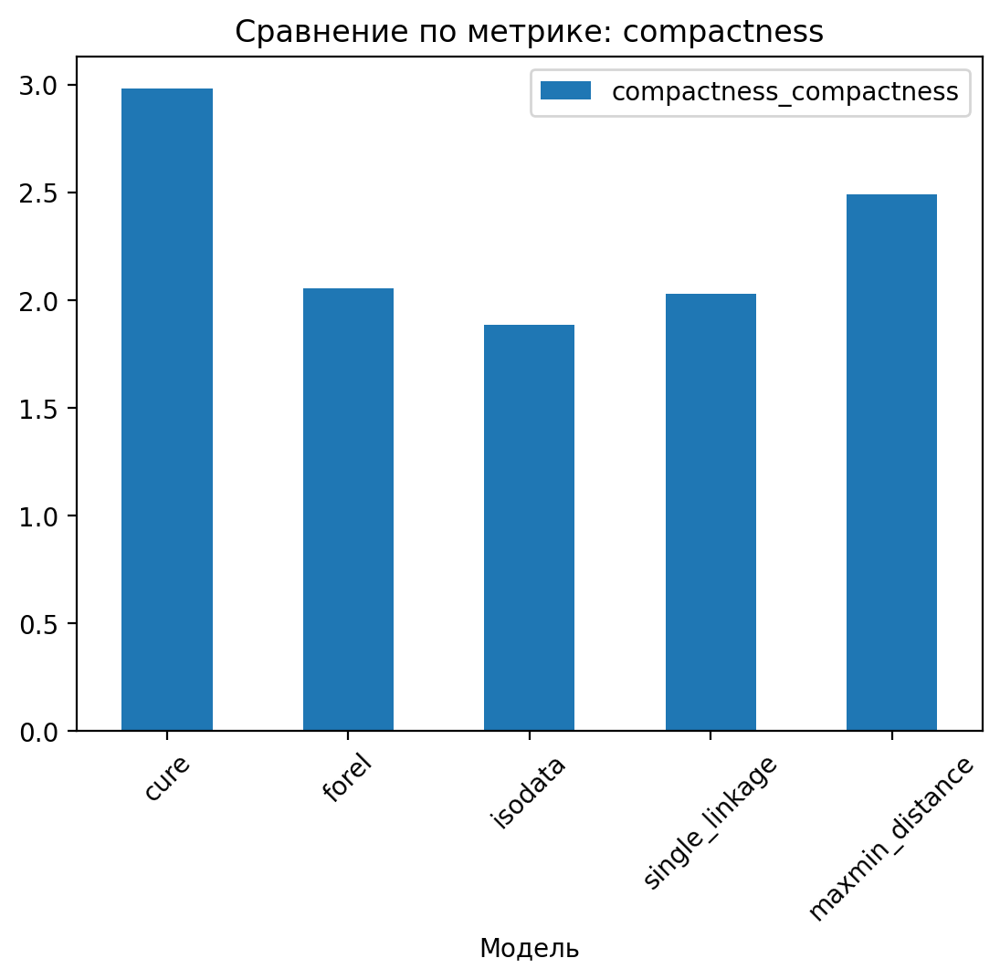 Сравнение по метрике: compactness
compactness_compactness
3.0
2.5
2.0
1.5
1.0
0.5
0.0
cure
forel
isodata
single_linkage
maxmin_distance
Модель